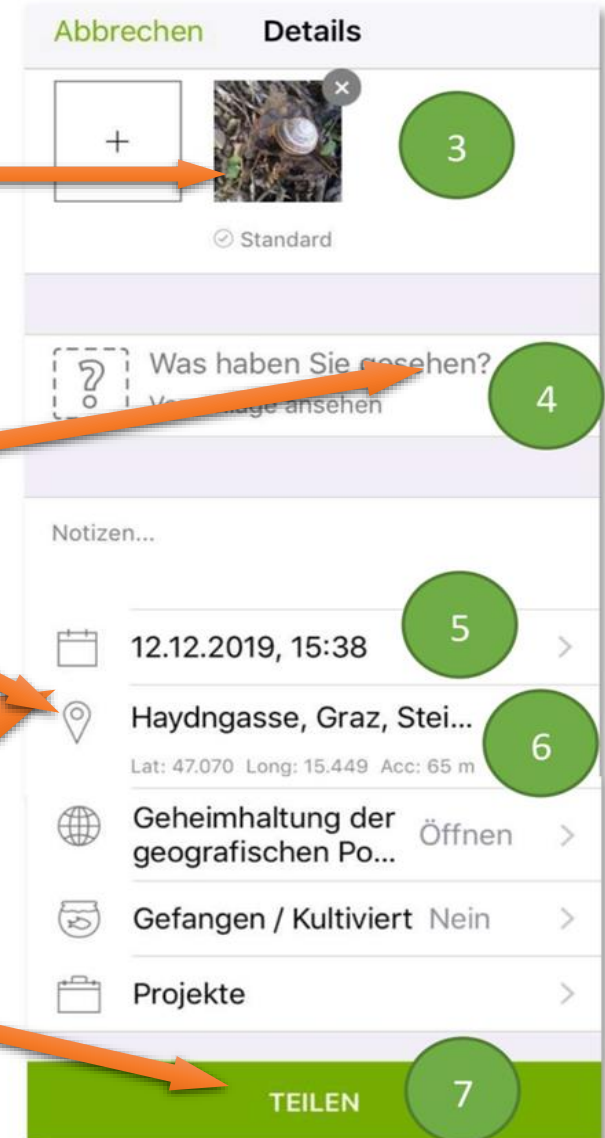 Abbrechen Details
+
3
Standard
?
Was haben Sie gesehen?
4
ansehen
Notizen...
5
12.12.2019, 15:38
Haydngasse, Graz, Stei...
6
Lat: 47.070 Long: 15.449 Acc: 65 m
Geheimhaltung der
geografischen Po...
Öffnen
Gefangen / Kultiviert Nein
Projekte
TEILEN
7